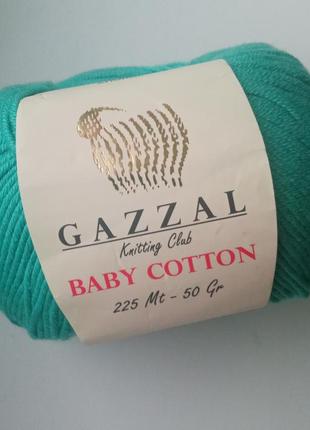 GAZZAL
Knitting Club
BABY COTTON
225 Mt - 50 Gr